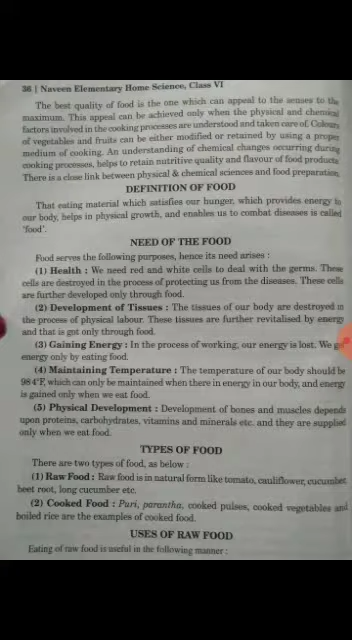 36 | Naveen Elementary Home Science, Class VI
The best quality of food is the one which can appeal to the senses to the
maximum. This appeal can be achieved only when the physical and chemical
factors involved in the cooking processes are understood and taken care of. Colours
of vegetables and fruits can be either modified or retained by using a proper
medium of cooking. An understanding of chemical changes occurring during
cooking processes, helps to retain nutritive quality and flavour of food products.
There is a close link between physical & chemical sciences and food preparation.
DEFINITION OF FOOD
That eating material which satisfies our hunger, which provides energy to
our body, helps in physical growth, and enables us to combat diseases is called
'food'.
NEED OF THE FOOD
Food serves the following purposes, hence its need arises :
(1) Health : We need red and white cells to deal with the germs. These
cells are destroyed in the process of protecting us from the diseases. These cells
are further developed only through food.
(2) Development of Tissues : The tissues of our body are destroyed in
the process of physical labour. These tissues are further revitalised by energy
and that is got only through food.
(3) Gaining Energy : In the process of working, our energy is lost. We get
energy only by eating food.
(4) Maintaining Temperature : The temperature of our body should be
98·4°F, which can only be maintained when there in energy in our body, and energy
is gained only when we eat food.
(5) Physical Development : Development of bones and muscles depends
upon proteins, carbohydrates, vitamins and minerals etc. and they are supplied
only when we eat food.
TYPES OF FOOD
There are two types of food, as below :
(1) Raw Food : Raw food is in natural form like tomato, cauliflower, cucumber,
beet root, long cucumber etc.
(2) Cooked Food : Puri, parantha, cooked pulses, cooked vegetables and
boiled rice are the examples of cooked food.
USES OF RAW FOOD
Eating of raw food is useful in the following manner :